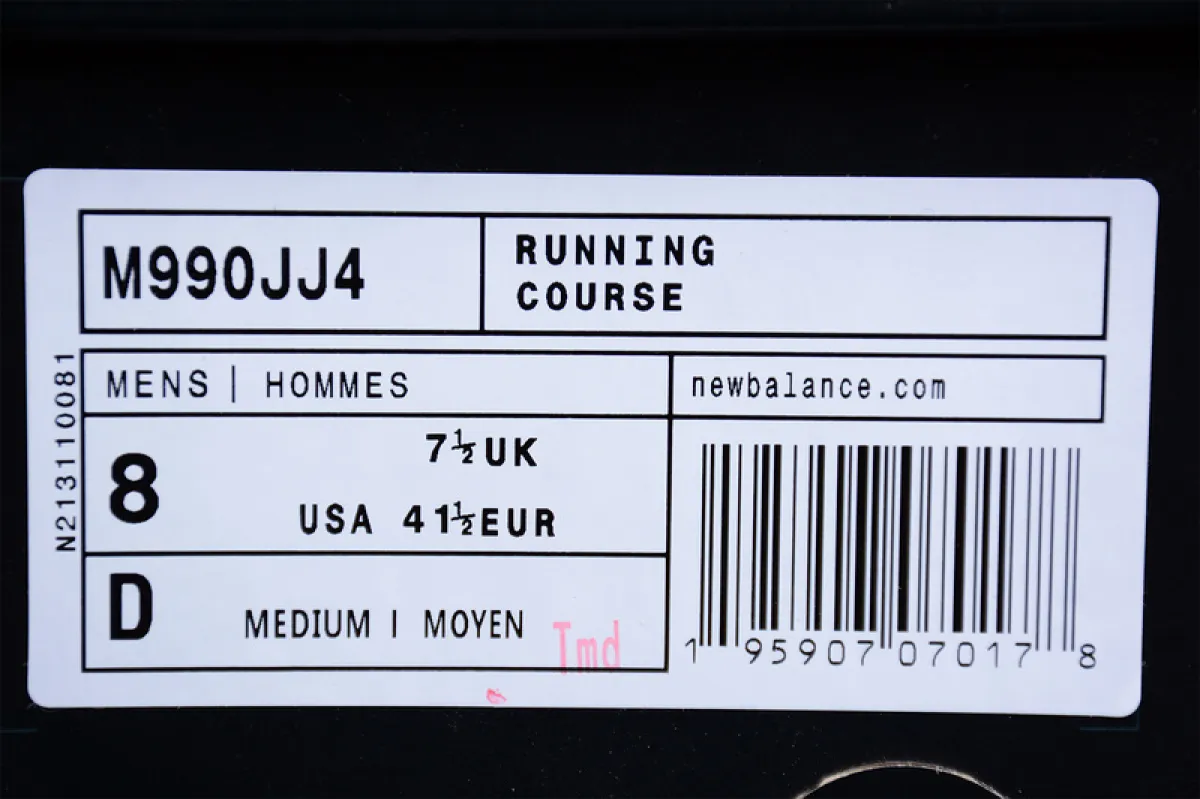 M990JJ4
RUNNING
COURSE
MENS | HOMMES
newbalance.com
N2131110081
8
7½UK
USA 41½EUR
D
MEDIUM | MOYEN
Tmd
1 95907 07017 8